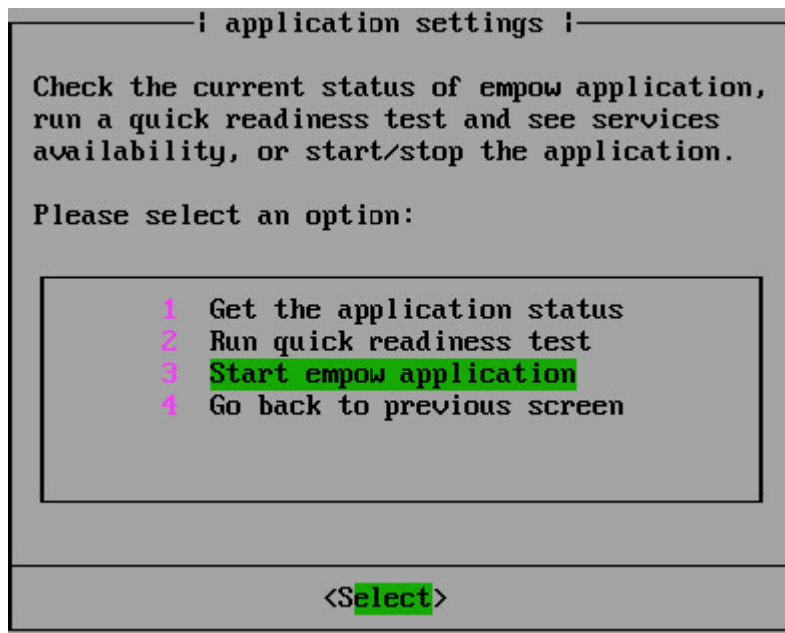 application settings
Check the current status of empow application,
run a quick readiness test and see services
availability, or start/stop the application.
Please select an option:
1 Get the application status
2 Run quick readiness test
3 Start empow application
4 Go back to previous screen
<Select>